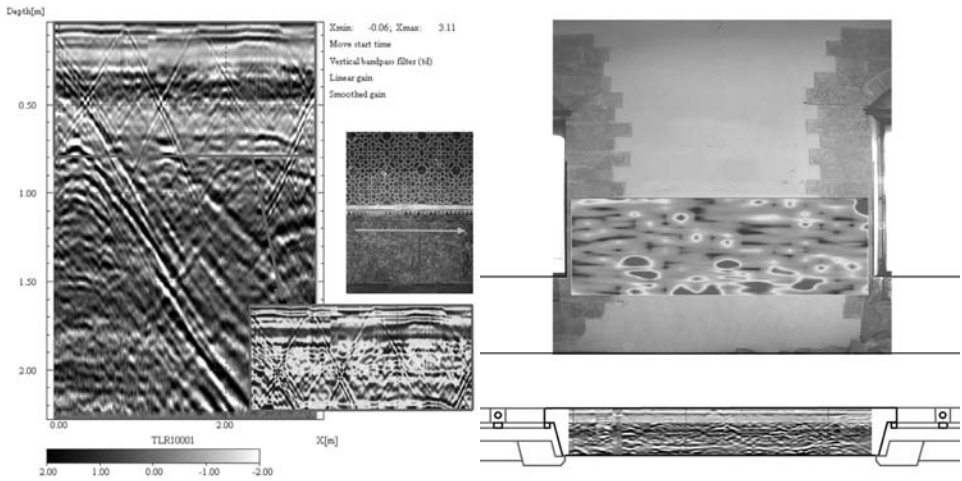 Depth[m]
Xmin: -0.06; Xmax: 3.11
Move start time
Vertical bandpass filter (td)
Linear gain
Smoothed gain
0.50
1.00
1.50
2.00
0.00 2.00
TLR10001 X[m]
2.00 1.00 0.00 -1.00 -2.00